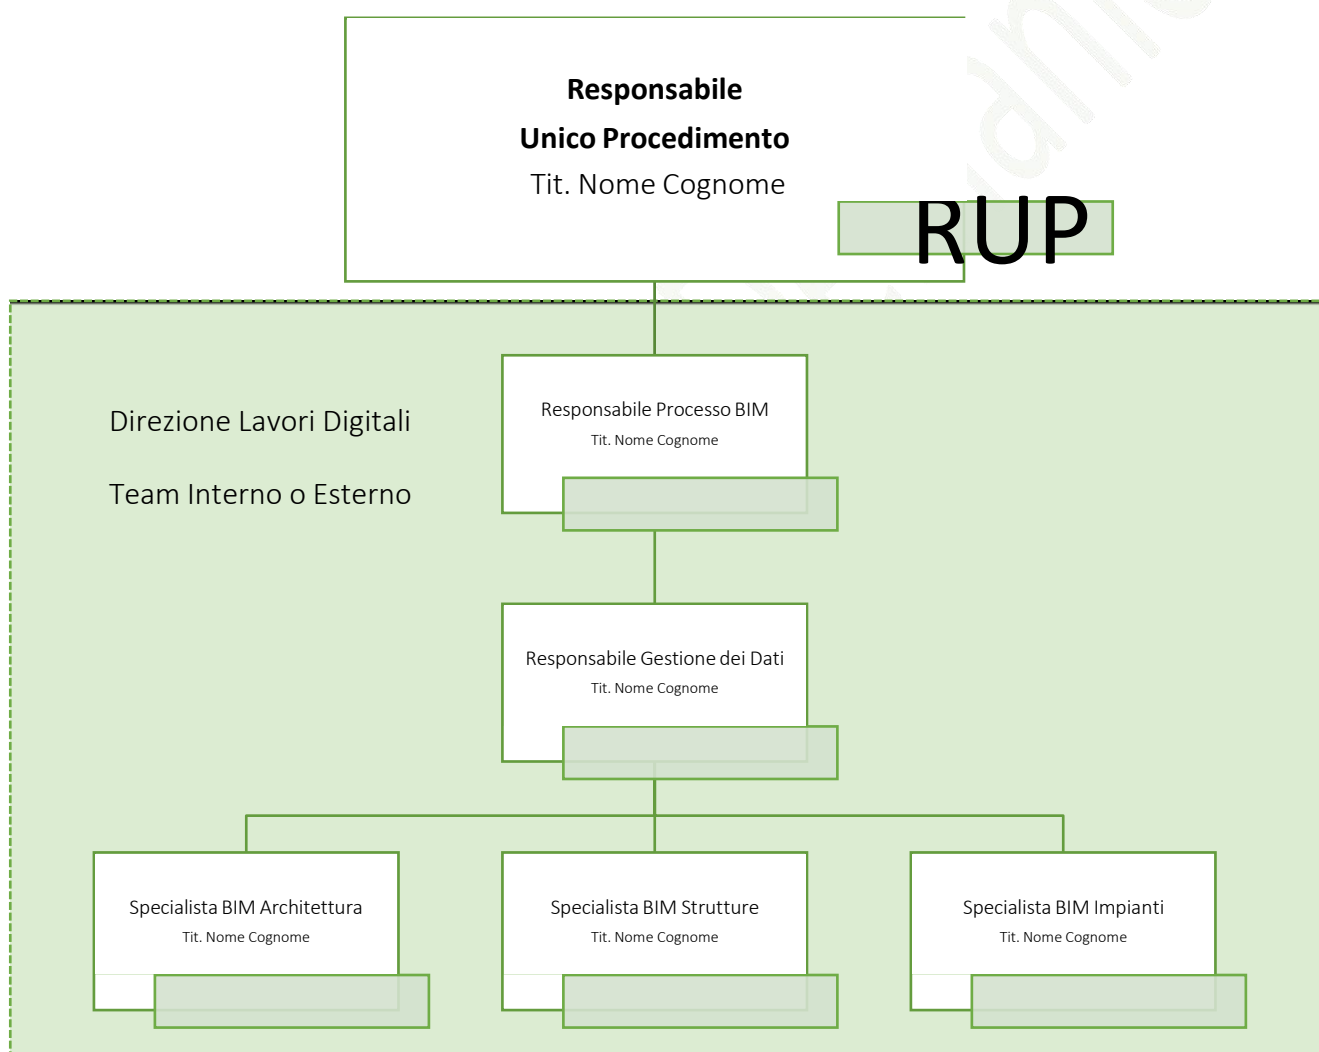 Responsabile
Unico Procedimento
Tit. Nome Cognome
RUP
Direzione Lavori Digitali
Team Interno o Esterno
Responsabile Processo BIM
Tit. Nome Cognome
Responsabile Gestione dei Dati
Tit. Nome Cognome
Specialista BIM Architettura
Tit. Nome Cognome
Specialista BIM Strutture
Tit. Nome Cognome
Specialista BIM Impianti
Tit. Nome Cognome